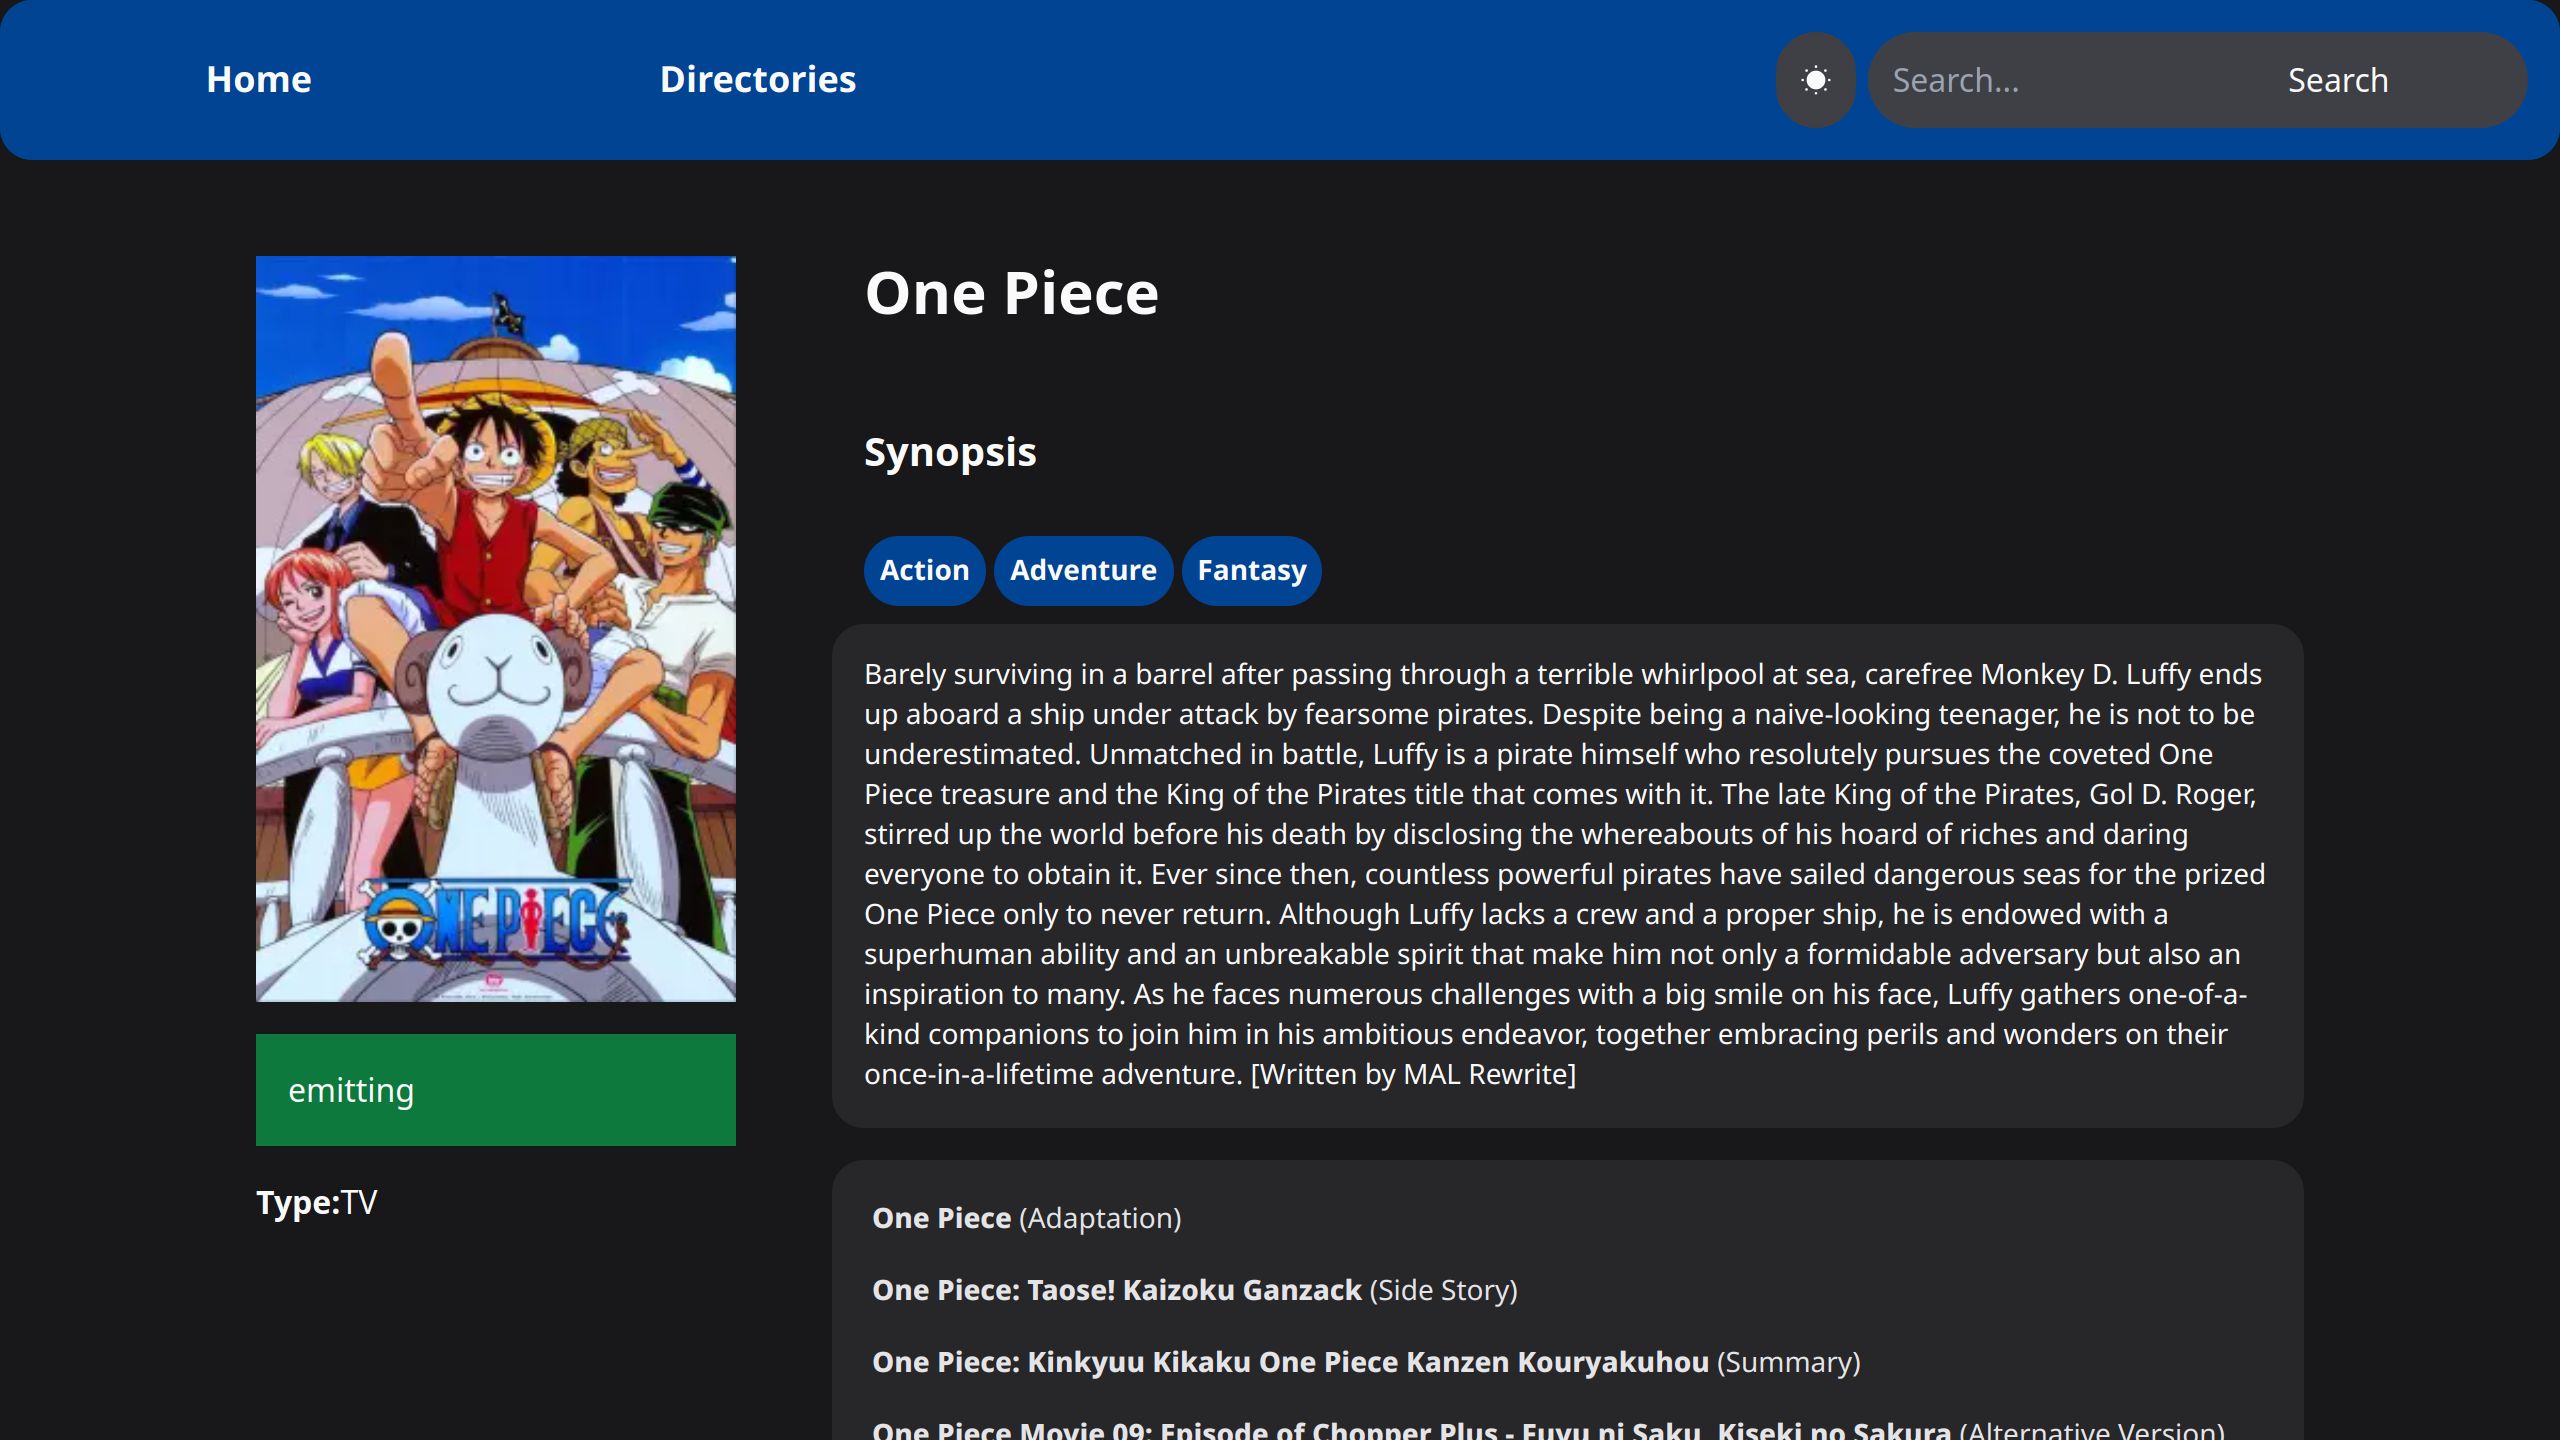 Home
Directories
Search...
Search
One Piece
Synopsis
Action
Adventure
Fantasy
Barely surviving in a barrel after passing through a terrible whirlpool at sea, carefree Monkey D. Luffy ends
up aboard a ship under attack by fearsome pirates. Despite being a naive-looking teenager, he is not to be
underestimated. Unmatched in battle, Luffy is a pirate himself who resolutely pursues the coveted One
Piece treasure and the King of the Pirates title that comes with it. The late King of the Pirates, Gol D. Roger,
stirred up the world before his death by disclosing the whereabouts of his hoard of riches and daring
everyone to obtain it. Ever since then, countless powerful pirates have sailed dangerous seas for the prized
One Piece only to never return. Although Luffy lacks a crew and a proper ship, he is endowed with a
superhuman ability and an unbreakable spirit that make him not only a formidable adversary but also an
inspiration to many. As he faces numerous challenges with a big smile on his face, Luffy gathers one-of-a-
kind companions to join him in his ambitious endeavor, together embracing perils and wonders on their
once-in-a-lifetime adventure. [Written by MAL Rewrite]
ONE PIECE
emitting
Type:TV
One Piece (Adaptation)
One Piece: Taose! Kaizoku Ganzack (Side Story)
One Piece: Kinkyuu Kikaku One Piece Kanzen Kouryakuhou (Summary)
One Piece Movie 09: Episode of Chopper Plus - Fuyu ni Saku, Kiseki no Sakura (Alternative Version)